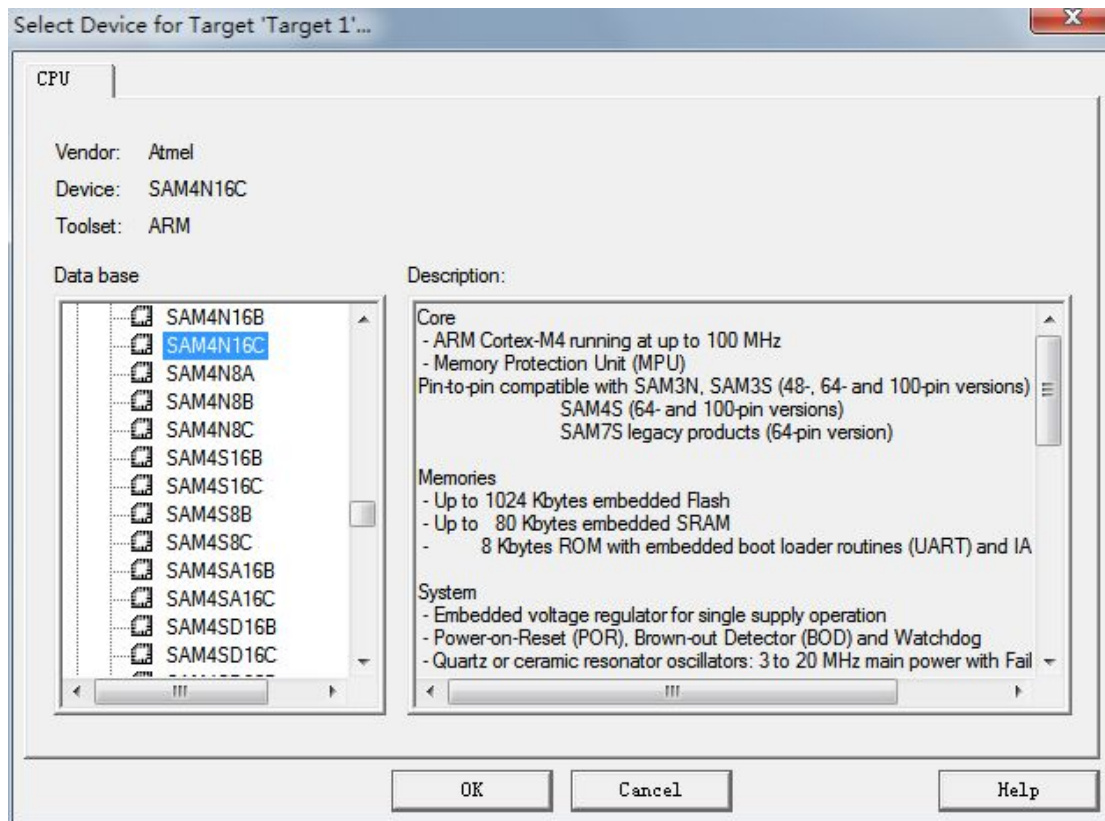 Select Device for Target 'Target 1'...
CPU
Vendor: Atmel
Device: SAM4N16C
Toolset: ARM
Data base
SAM4N16B
SAM4N16C
SAM4N8A
SAM4N8B
SAM4N8C
SAM4S16B
SAM4S16C
SAM4S8B
SAM4S8C
SAM4SA16B
SAM4SA16C
SAM4SD16B
SAM4SD16C
Description:
Core
- ARM Cortex-M4 running at up to 100 MHz
- Memory Protection Unit (MPU)
Pin-to-pin compatible with SAM3N, SAM3S (48-, 64- and 100-pin versions)
SAM4S (64- and 100-pin versions)
SAM7S legacy products (64-pin version)
Memories
- Up to 1024 Kbytes embedded Flash
- Up to 80 Kbytes embedded SRAM
- 8 Kbytes ROM with embedded boot loader routines (UART) and IA
System
- Embedded voltage regulator for single supply operation
- Power-on-Reset (POR), Brown-out Detector (BOD) and Watchdog
- Quartz or ceramic resonator oscillators: 3 to 20 MHz main power with Fail
OK
Cancel
Help